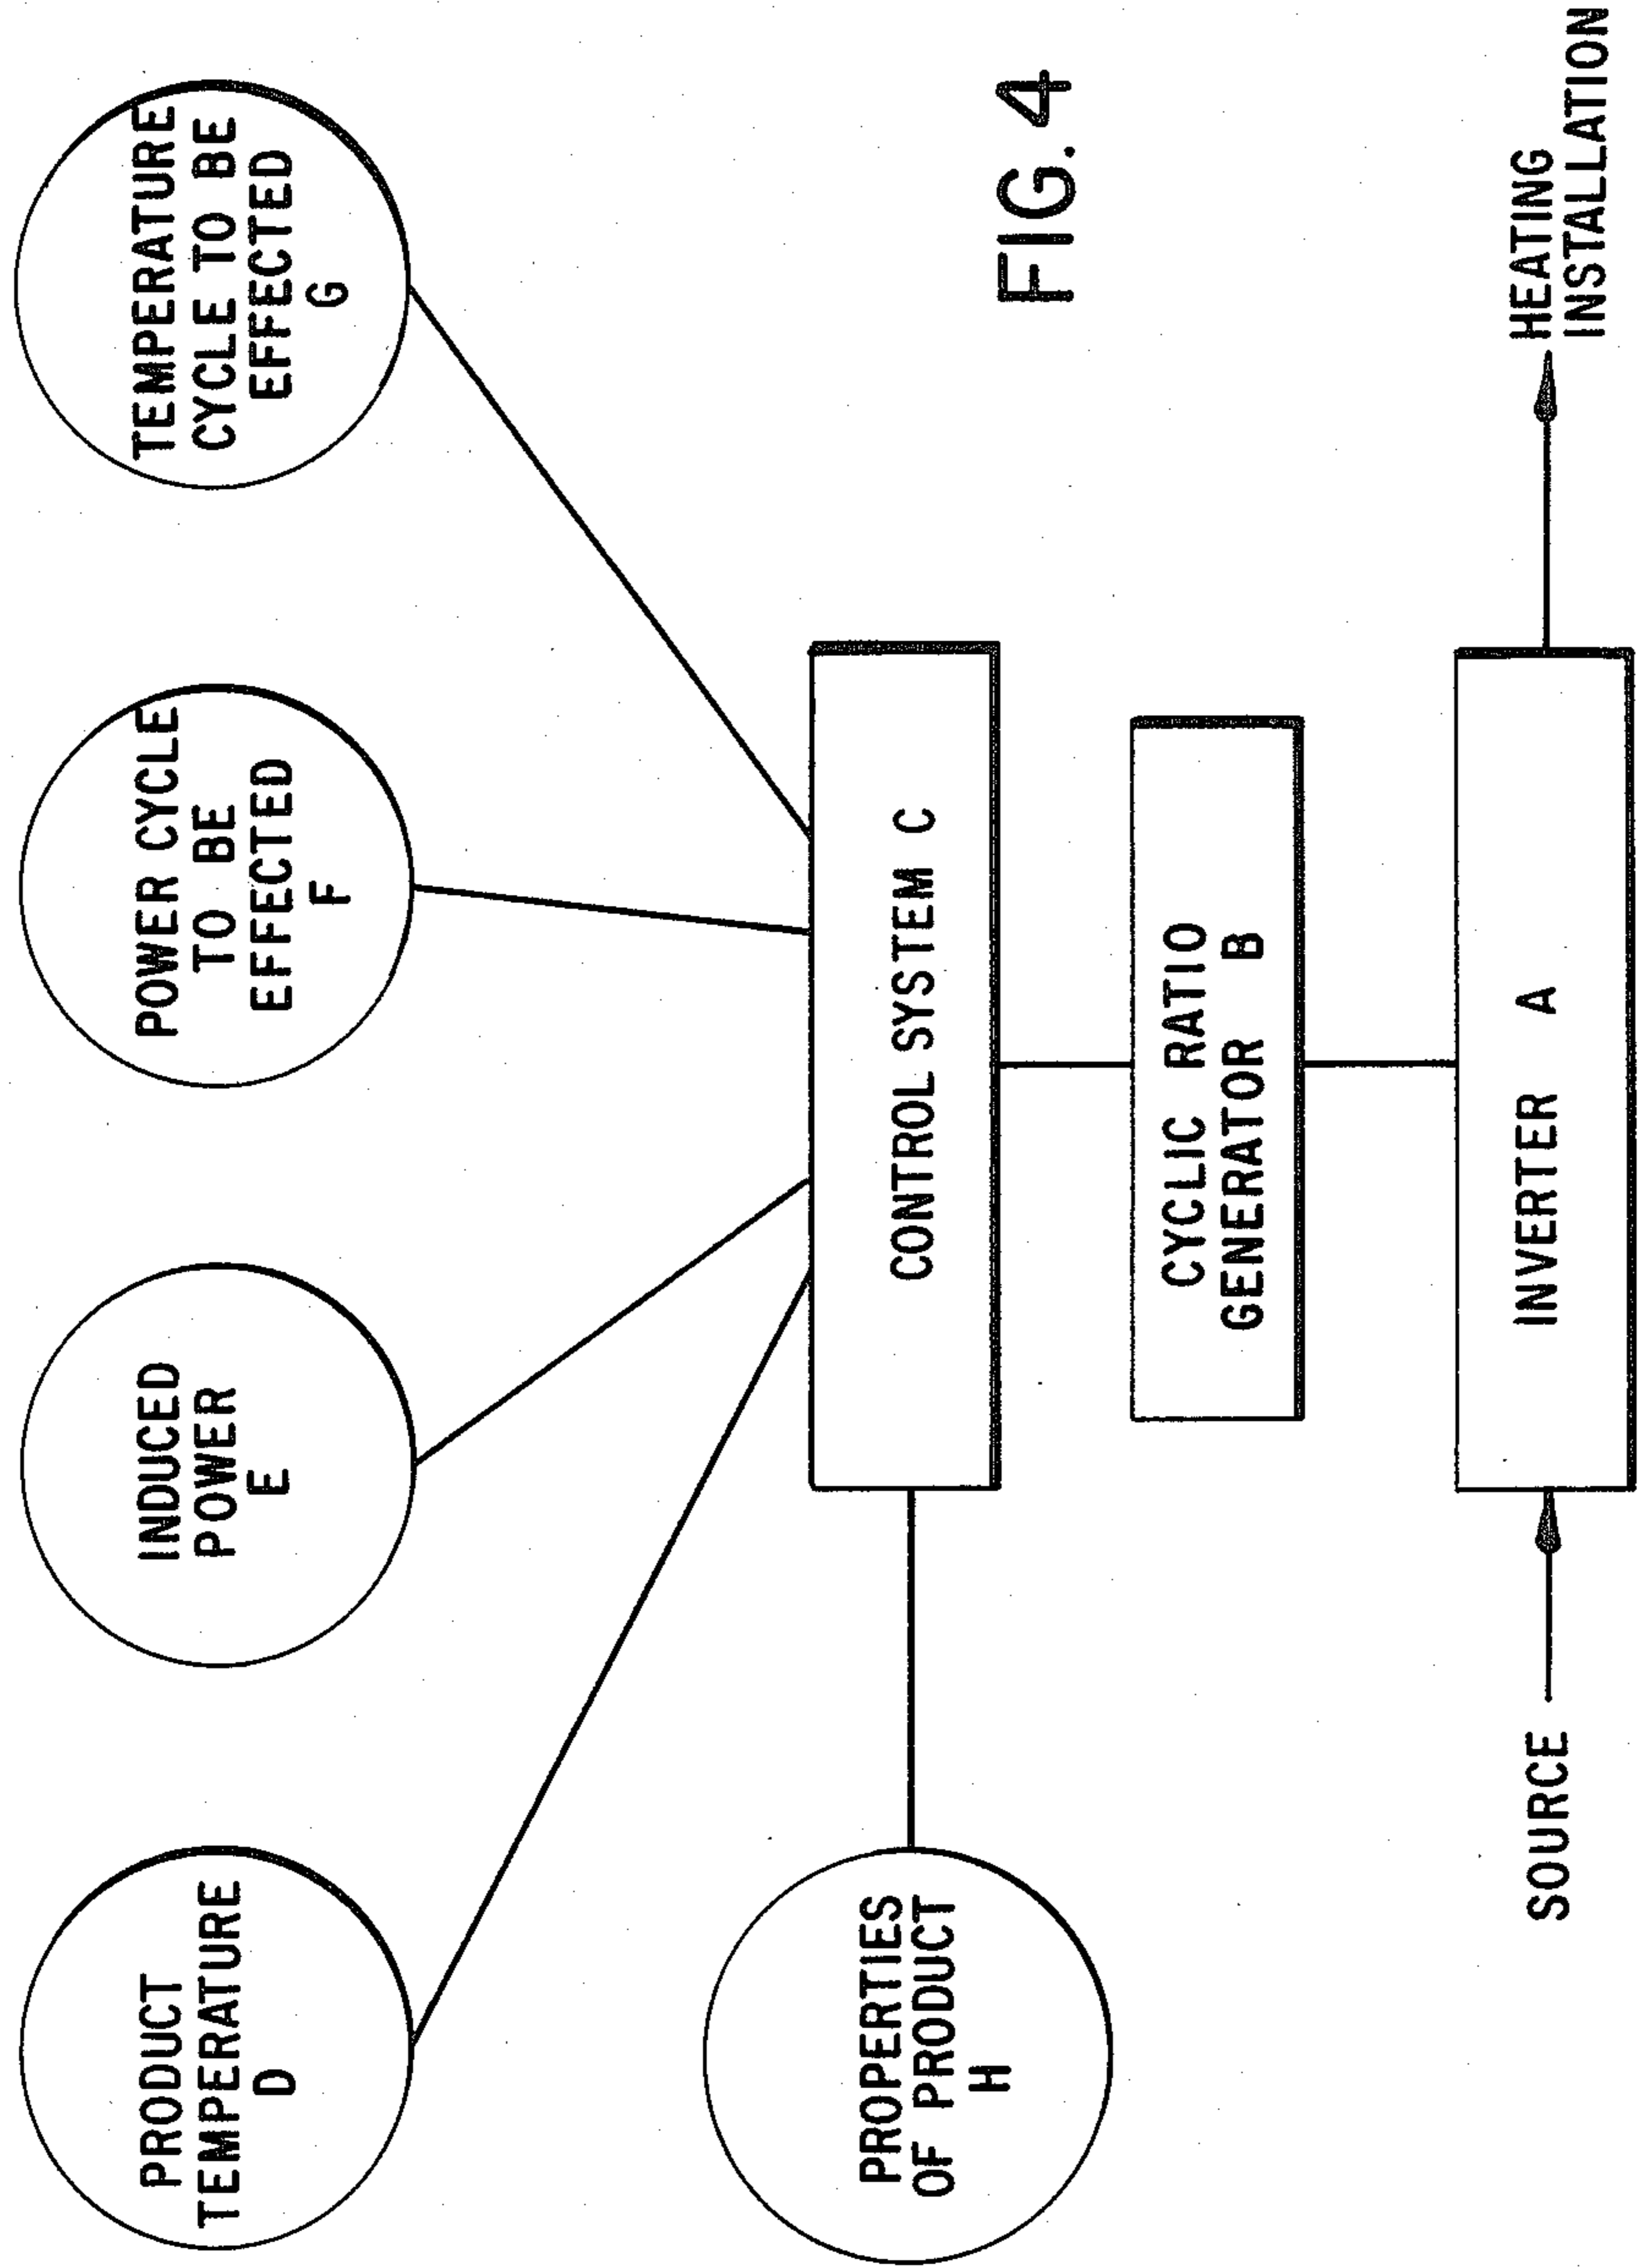 PRODUCT
TEMPERATURE
D
INDUCED
POWER
E
POWER CYCLE
TO BE
EFFECTED
F
TEMPERATURE
CYCLE TO BE
EFFECTED
G
PROPERTIES
OF PRODUCT
H
CONTROL SYSTEM C
CYCLIC RATIO
GENERATOR B
SOURCE
INVERTER A
HEATING
INSTALLATION
FIG. 4